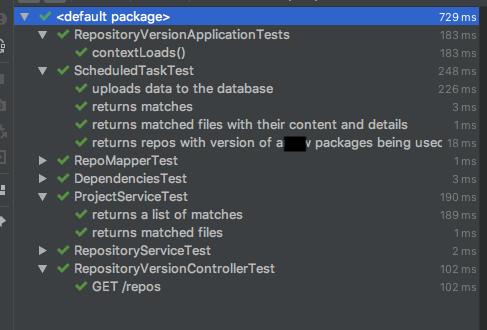 <default package> 729 ms
RepositoryVersionApplicationTests 183 ms
contextLoads() 183 ms
ScheduledTaskTest 248 ms
uploads data to the database 226 ms
returns matches 3 ms
returns matched files with their content and details 1 ms
returns repos with version of packages being used 18 ms
RepoMapperTest 1 ms
DependenciesTest 3 ms
ProjectServiceTest 190 ms
returns a list of matches 189 ms
returns matched files 1 ms
RepositoryServiceTest 2 ms
RepositoryVersionControllerTest 102 ms
GET /repos 102 ms